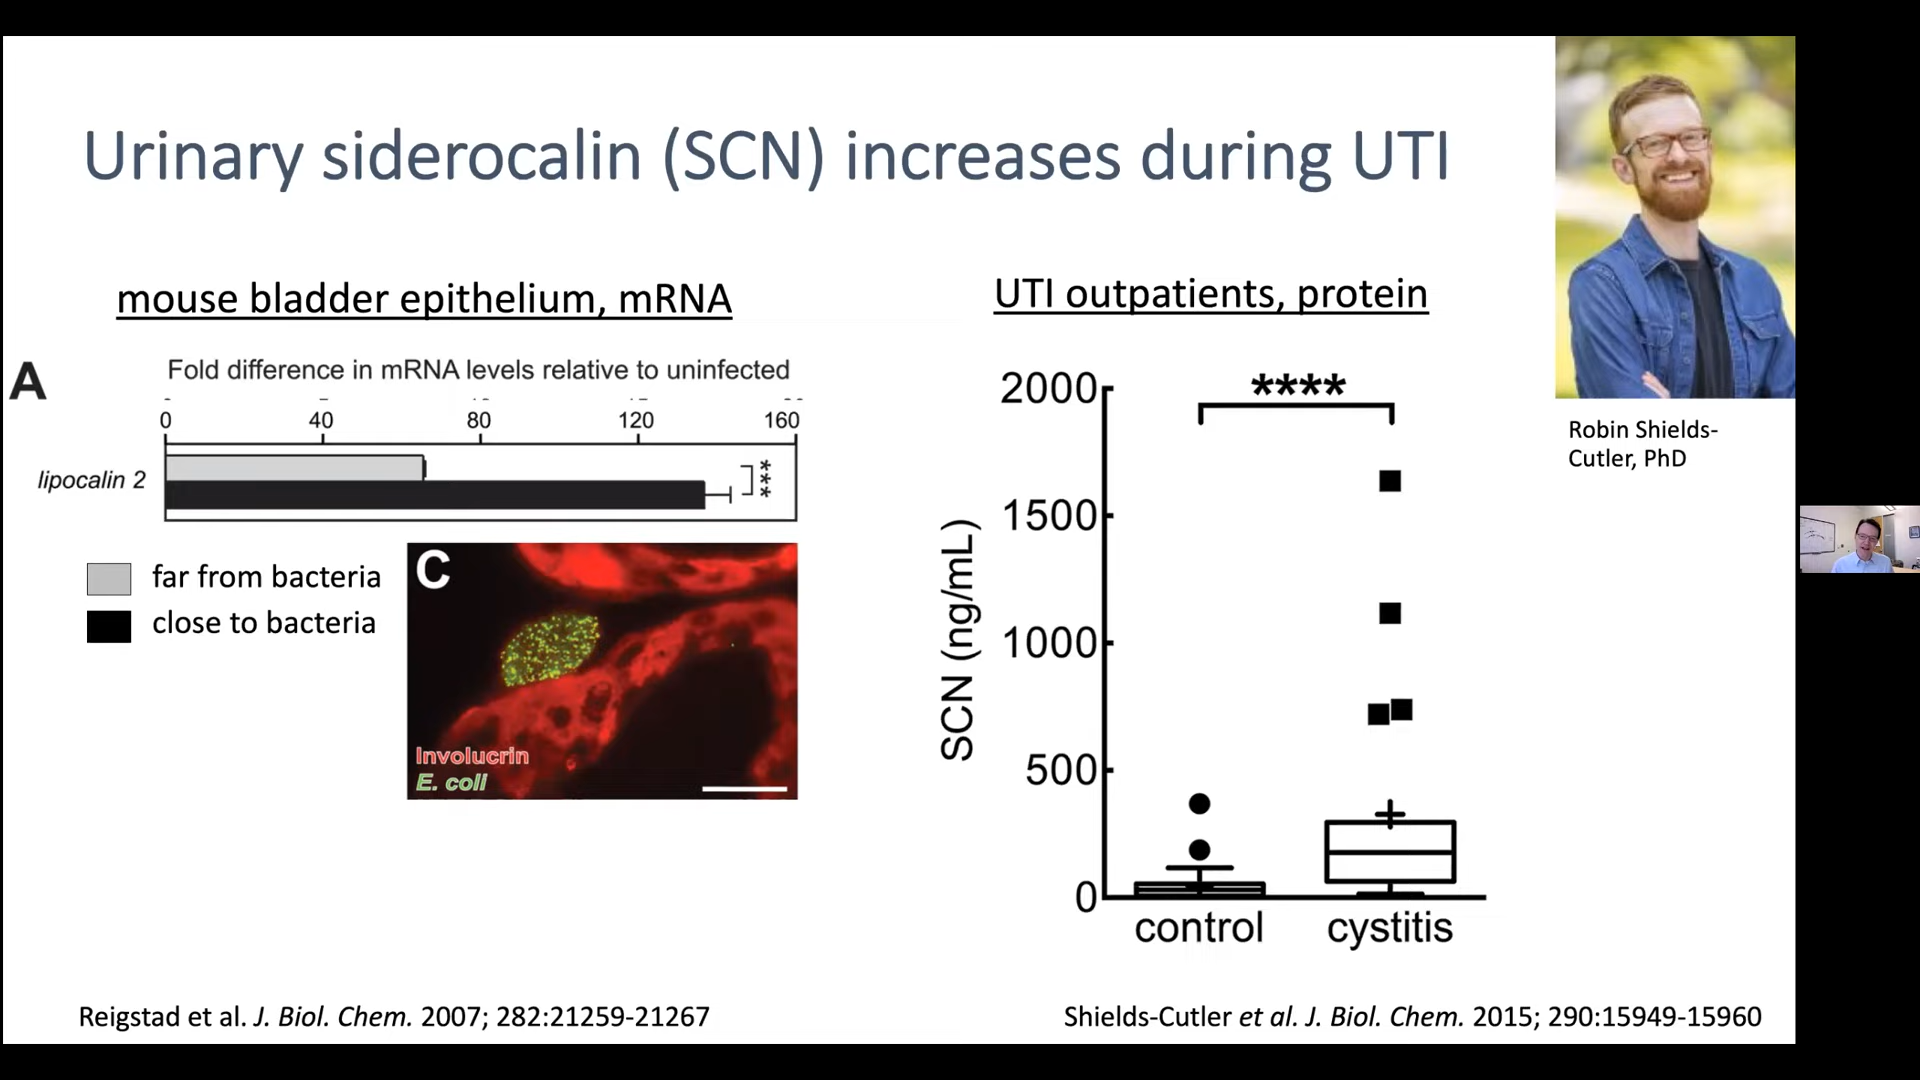 Urinary siderocalin (SCN) increases during UTI
mouse bladder epithelium, mRNA
A
Fold difference in mRNA levels relative to uninfected
0 40 80 120 160
lipocalin 2
***
far from bacteria
close to bacteria
C
Involucrin
E. coli
UTI outpatients, protein
****
2000
1500
1000
500
0
SCN (ng/mL)
control cystitis
Robin Shields-
Cutler, PhD
Reigstad et al. J. Biol. Chem. 2007; 282:21259-21267
Shields-Cutler et al. J. Biol. Chem. 2015; 290:15949-15960